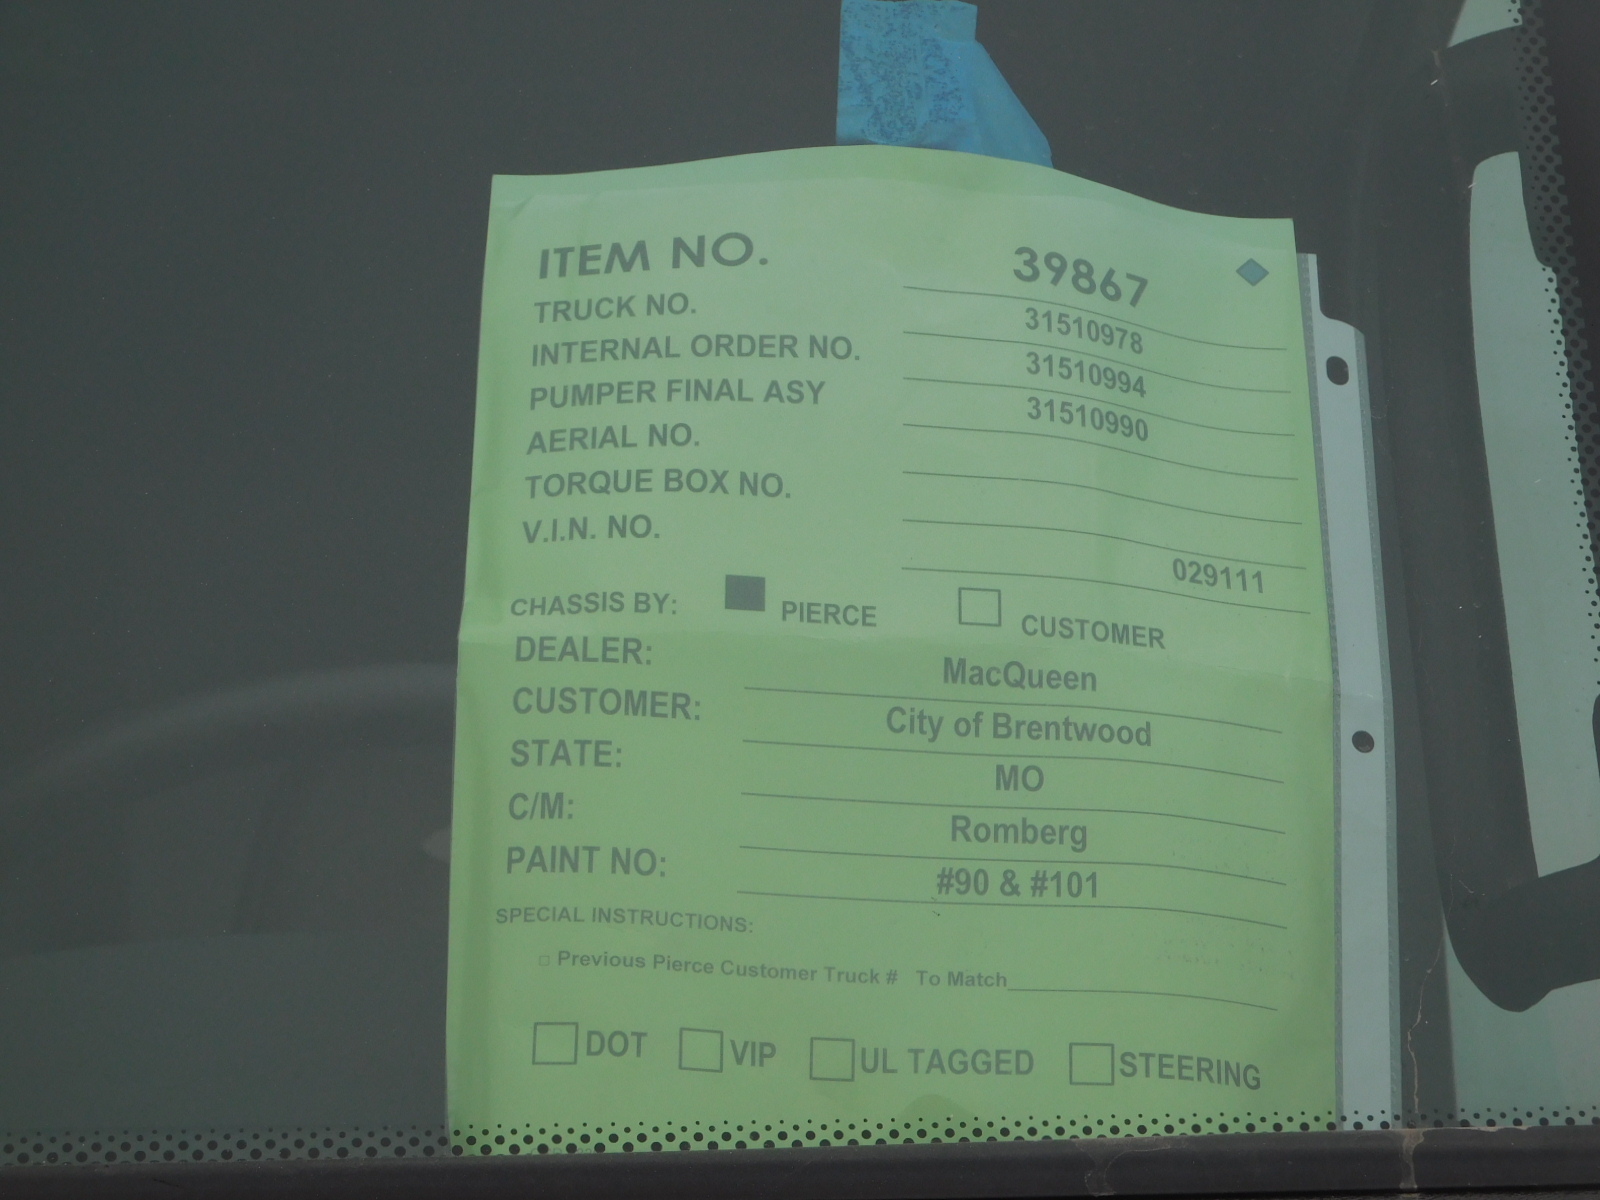 ITEM NO. 39867
TRUCK NO. 31510978
INTERNAL ORDER NO. 31510994
PUMPER FINAL ASY 31510990
AERIAL NO.
TORQUE BOX NO.
V.I.N. NO. 029111
CHASSIS BY: PIERCE CUSTOMER
DEALER: MacQueen
CUSTOMER: City of Brentwood
STATE: MO
C/M: Romberg
PAINT NO: #90 & #101
SPECIAL INSTRUCTIONS:
Previous Pierce Customer Truck # To Match
DOT VIP UL TAGGED STEERING